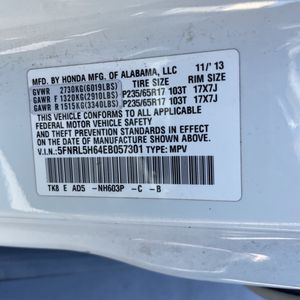 MFD. BY HONDA MFG. OF ALABAMA, LLC 11/'13
TIRE SIZE RIM SIZE
GVWR 2730KG(6019LBS)
GAWR F 1320KG(2910LBS) P235/65R17 103T 17X7J
GAWR R 1515KG(3340LBS) P235/65R17 103T 17X7J
THIS VEHICLE CONFORMS TO ALL APPLICABLE FEDERAL MOTOR VEHICLE SAFETY AND THEFT PREVENTION STANDARDS IN EFFECT ON THE DATE OF MANUFACTURE SHOWN ABOVE.
V.I.N.: 5FNRL5H64EB057301 TYPE: MPV
TK8 E AD5 -NH603P - C - B